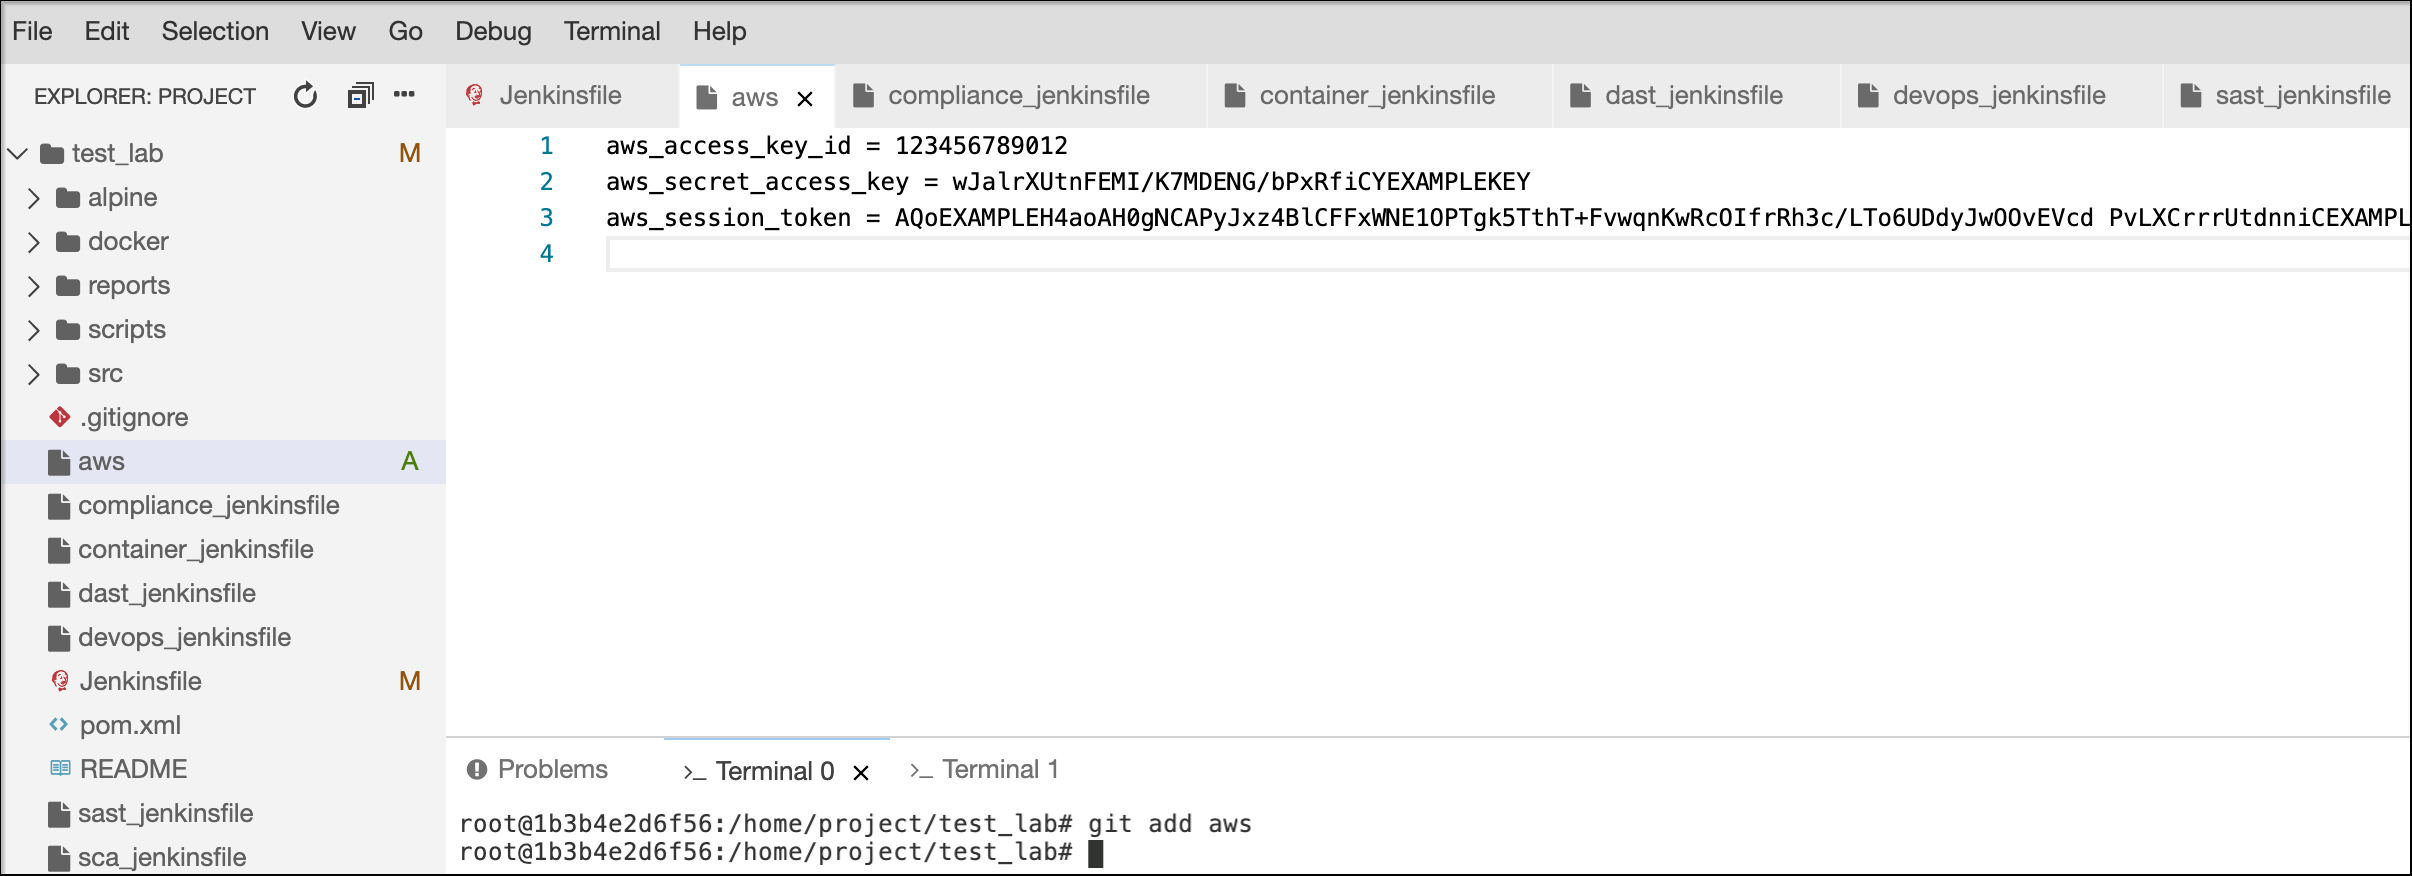 File Edit Selection View Go Debug Terminal Help
EXPLORER: PROJECT
test_lab M
alpine
docker
reports
scripts
src
.gitignore
aws A
compliance_jenkinsfile
container_jenkinsfile
dast_jenkinsfile
devops_jenkinsfile
Jenkinsfile M
pom.xml
README
sast_jenkinsfile
sca_jenkinsfile
Jenkinsfile aws compliance_jenkinsfile container_jenkinsfile dast_jenkinsfile devops_jenkinsfile sast_jenkinsfile
1 aws_access_key_id = 123456789012
2 aws_secret_access_key = wJalrXUtnFEMI/K7MDENG/bPxRfiCYEXAMPLEKEY
3 aws_session_token = AQoEXAMPLEH4aoAH0gNCAPyJxz4BlCFFxWNE1OPTgk5TthT+FvwqnKwRcOIfrRh3c/LTo6UDdyJwOOvEVcd PvLXCrrrUtdnniCEXAMPL
4
Problems Terminal 0 Terminal 1
root@1b3b4e2d6f56:/home/project/test_lab# git add aws
root@1b3b4e2d6f56:/home/project/test_lab#